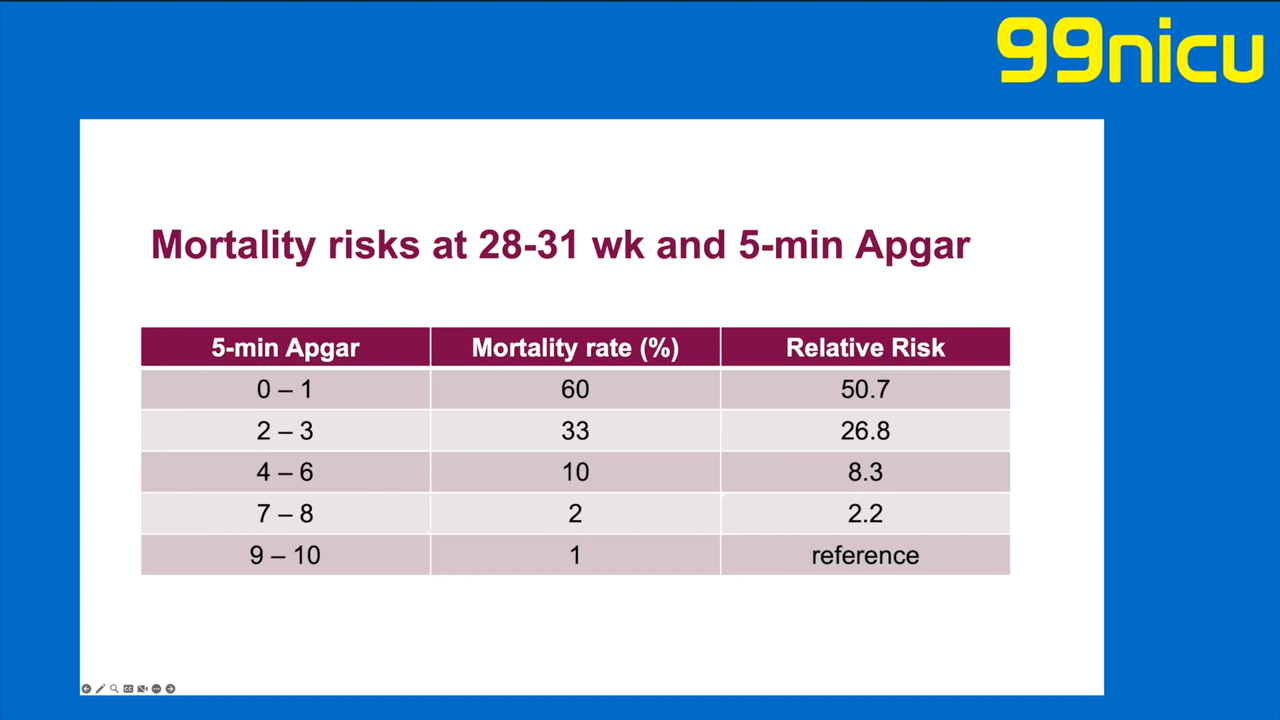 99nicu
Mortality risks at 28-31 wk and 5-min Apgar
5-min Apgar Mortality rate (%) Relative Risk
0 – 1 60 50.7
2 – 3 33 26.8
4 – 6 10 8.3
7 – 8 2 2.2
9 – 10 1 reference